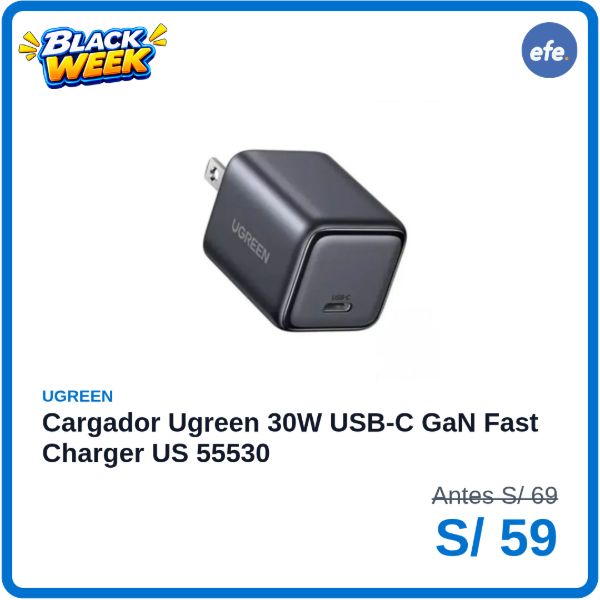 BLACK
WEEK
efe.
UGREEN
USB-C
UGREEN
Cargador Ugreen 30W USB-C GaN Fast
Charger US 55530
Antes S/ 69
S/ 59